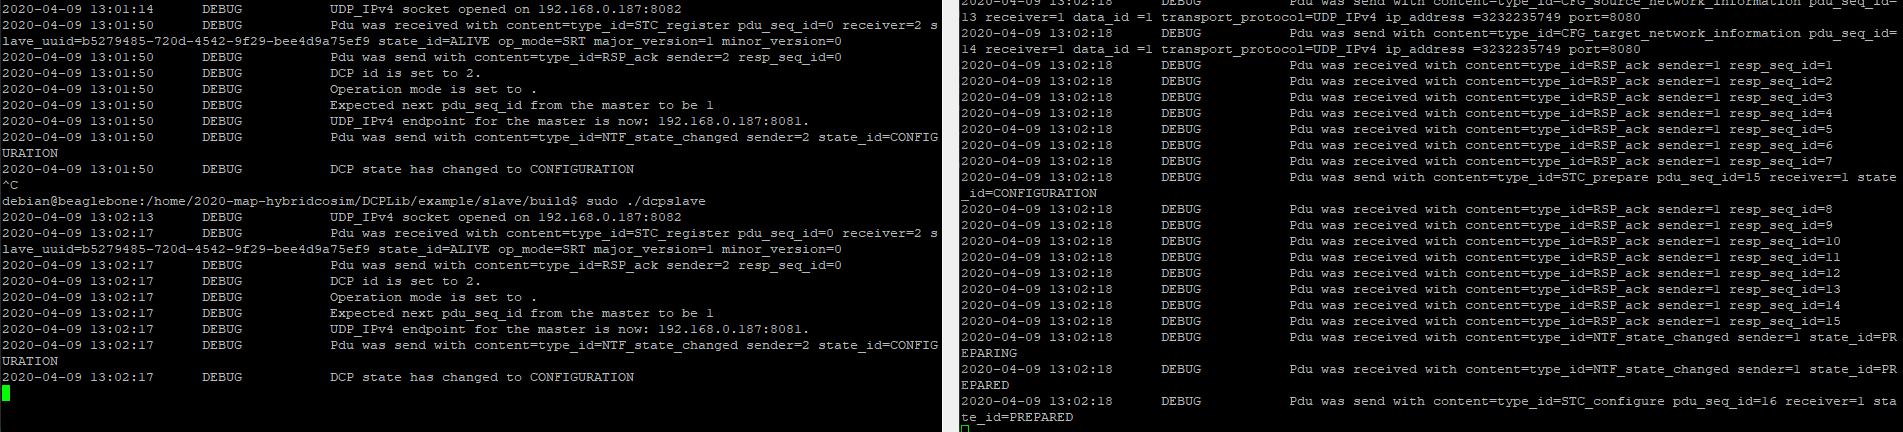 2020-04-09 13:01:14 DEBUG UDP_IPv4 socket opened on 192.168.0.187:8082
2020-04-09 13:01:50 DEBUG Pdu was received with content=type_id=STC_register pdu_seq_id=0 receiver=2 s
lave_uuid=b5279485-720d-4542-9f29-bee4d9a75ef9 state_id=ALIVE op_mode=SRT major_version=1 minor_version=0
2020-04-09 13:01:50 DEBUG Pdu was send with content=type_id=RSP_ack sender=2 resp_seq_id=0
2020-04-09 13:01:50 DEBUG DCP id is set to 2.
2020-04-09 13:01:50 DEBUG Operation mode is set to .
2020-04-09 13:01:50 DEBUG Expected next pdu_seq_id from the master to be 1
2020-04-09 13:01:50 DEBUG UDP_IPv4 endpoint for the master is now: 192.168.0.187:8081.
2020-04-09 13:01:50 DEBUG Pdu was send with content=type_id=NTF_state_changed sender=2 state_id=CONFIG
URATION
2020-04-09 13:01:50 DEBUG DCP state has changed to CONFIGURATION
^C
debian@beaglebone:/home/2020-map-hybridcosim/DCPLib/example/slave/build$ sudo ./dcpslave
2020-04-09 13:02:13 DEBUG UDP_IPv4 socket opened on 192.168.0.187:8082
2020-04-09 13:02:17 DEBUG Pdu was received with content=type_id=STC_register pdu_seq_id=0 receiver=2 s
lave_uuid=b5279485-720d-4542-9f29-bee4d9a75ef9 state_id=ALIVE op_mode=SRT major_version=1 minor_version=0
2020-04-09 13:02:17 DEBUG Pdu was send with content=type_id=RSP_ack sender=2 resp_seq_id=0
2020-04-09 13:02:17 DEBUG DCP id is set to 2.
2020-04-09 13:02:17 DEBUG Operation mode is set to .
2020-04-09 13:02:17 DEBUG Expected next pdu_seq_id from the master to be 1
2020-04-09 13:02:17 DEBUG UDP_IPv4 endpoint for the master is now: 192.168.0.187:8081.
2020-04-09 13:02:17 DEBUG Pdu was send with content=type_id=NTF_state_changed sender=2 state_id=CONFIG
URATION
2020-04-09 13:02:17 DEBUG DCP state has changed to CONFIGURATION
2020-04-09 13:02:18 DEBUG Pdu was send with content=type_id=CFG_source_network_information pdu_seq_id=
13 receiver=1 data_id =1 transport_protocol=UDP_IPv4 ip_address =3232235749 port=8080
2020-04-09 13:02:18 DEBUG Pdu was send with content=type_id=CFG_target_network_information pdu_seq_id=
14 receiver=1 data_id =1 transport_protocol=UDP_IPv4 ip_address =3232235749 port=8080
2020-04-09 13:02:18 DEBUG Pdu was received with content=type_id=RSP_ack sender=1 resp_seq_id=1
2020-04-09 13:02:18 DEBUG Pdu was received with content=type_id=RSP_ack sender=1 resp_seq_id=2
2020-04-09 13:02:18 DEBUG Pdu was received with content=type_id=RSP_ack sender=1 resp_seq_id=3
2020-04-09 13:02:18 DEBUG Pdu was received with content=type_id=RSP_ack sender=1 resp_seq_id=4
2020-04-09 13:02:18 DEBUG Pdu was received with content=type_id=RSP_ack sender=1 resp_seq_id=5
2020-04-09 13:02:18 DEBUG Pdu was received with content=type_id=RSP_ack sender=1 resp_seq_id=6
2020-04-09 13:02:18 DEBUG Pdu was received with content=type_id=RSP_ack sender=1 resp_seq_id=7
2020-04-09 13:02:18 DEBUG Pdu was send with content=type_id=STC_prepare pdu_seq_id=15 receiver=1 state
_id=CONFIGURATION
2020-04-09 13:02:18 DEBUG Pdu was received with content=type_id=RSP_ack sender=1 resp_seq_id=8
2020-04-09 13:02:18 DEBUG Pdu was received with content=type_id=RSP_ack sender=1 resp_seq_id=9
2020-04-09 13:02:18 DEBUG Pdu was received with content=type_id=RSP_ack sender=1 resp_seq_id=10
2020-04-09 13:02:18 DEBUG Pdu was received with content=type_id=RSP_ack sender=1 resp_seq_id=11
2020-04-09 13:02:18 DEBUG Pdu was received with content=type_id=RSP_ack sender=1 resp_seq_id=12
2020-04-09 13:02:18 DEBUG Pdu was received with content=type_id=RSP_ack sender=1 resp_seq_id=13
2020-04-09 13:02:18 DEBUG Pdu was received with content=type_id=RSP_ack sender=1 resp_seq_id=14
2020-04-09 13:02:18 DEBUG Pdu was received with content=type_id=RSP_ack sender=1 resp_seq_id=15
2020-04-09 13:02:18 DEBUG Pdu was received with content=type_id=NTF_state_changed sender=1 state_id=PR
EPARING
2020-04-09 13:02:18 DEBUG Pdu was received with content=type_id=NTF_state_changed sender=1 state_id=PR
EPARED
2020-04-09 13:02:18 DEBUG Pdu was send with content=type_id=STC_configure pdu_seq_id=16 receiver=1 sta
te_id=PREPARED